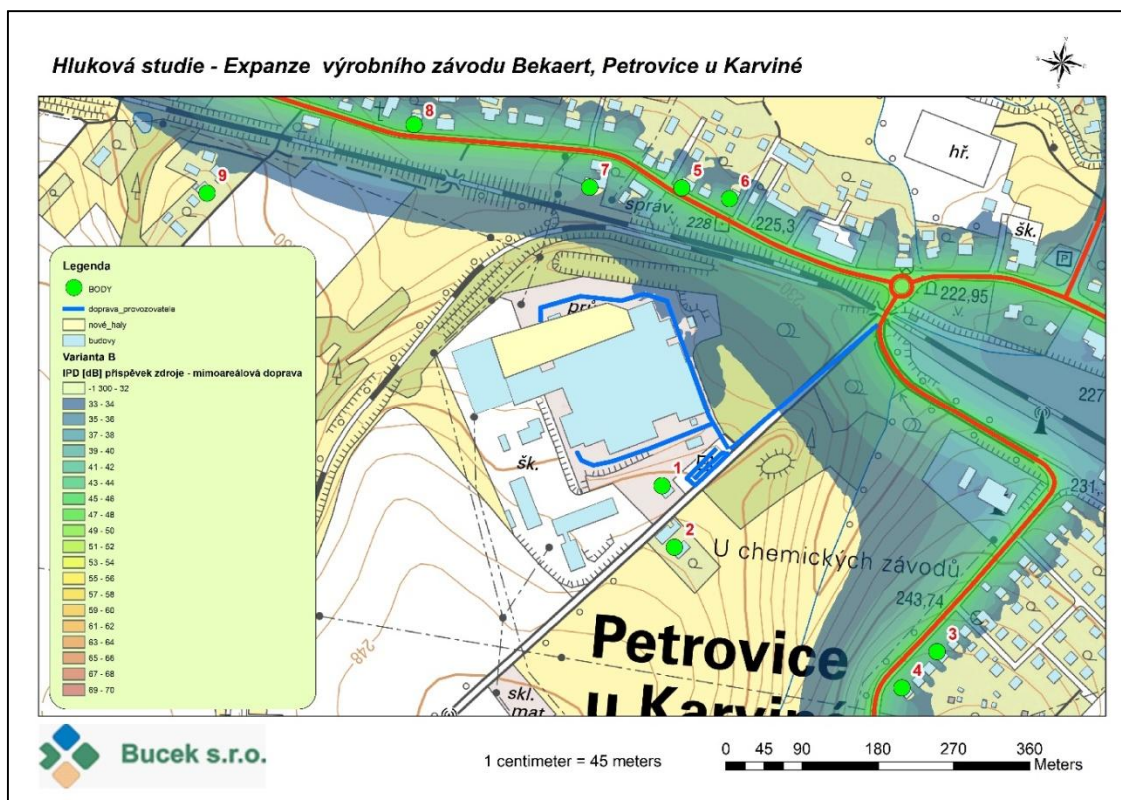 Hluková studie - Expanze výrobního závodu Bekaert, Petrovice u Karviné
8
9
7
5
6
hř.
správ.
228
225,3
šk.
P
222,95
230
227
231,
Legenda
BODY
doprava_provozovatele
nové_haly
budovy
Varianta B
IPD [dB] příspěvek zdroje - mimoareálová doprava
-1 300 - 32
33 - 34
35 - 36
37 - 38
39 - 40
41 - 42
43 - 44
45 - 46
47 - 48
49 - 50
51 - 52
53 - 54
55 - 56
57 - 58
59 - 60
61 - 62
63 - 64
65 - 66
67 - 68
69 - 70
šk.
1
2
U chemických závodů
243,74
3
4
248
Petrovice
u Karviné
skl.
mat.
Bucek s.r.o.
1 centimeter = 45 meters
0 45 90 180 270 360
Meters